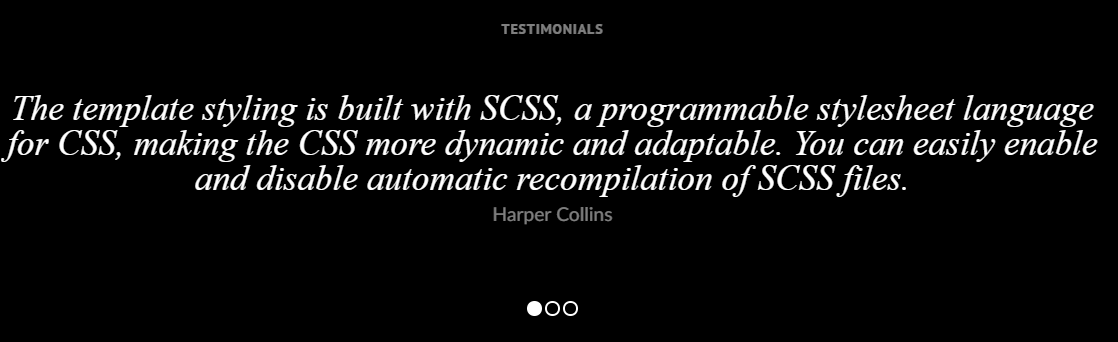 TESTIMONIALS
The template styling is built with SCSS, a programmable stylesheet language
for CSS, making the CSS more dynamic and adaptable. You can easily enable
and disable automatic recompilation of SCSS files.
Harper Collins